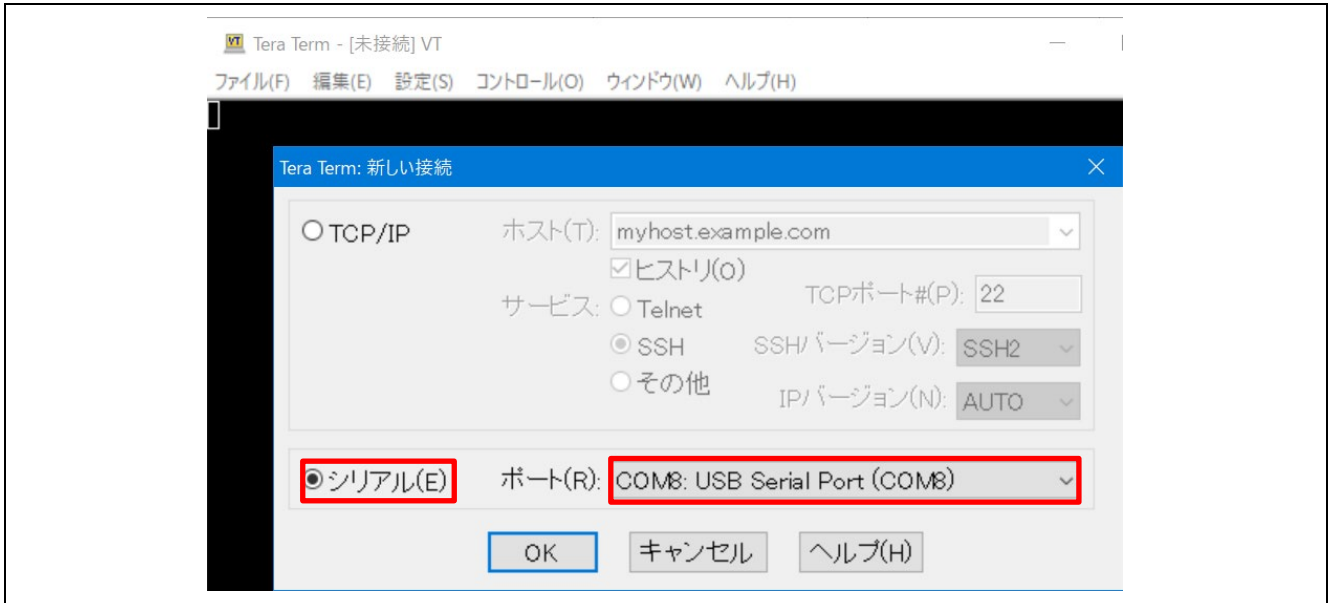 Tera Term - [未接続] VT
ファイル(F) 編集(E) 設定(S) コントロール(O) ウィンドウ(W) ヘルプ(H)
Tera Term: 新しい接続
TCP/IP
ホスト(T): myhost.example.com
ヒストリ(O)
サービス: Telnet
TCPポート#(P): 22
SSH
SSHバージョン(V): SSH2
その他
IPバージョン(N): AUTO
シリアル(E)
ポート(R): COM8: USB Serial Port (COM8)
OK キャンセル ヘルプ(H)